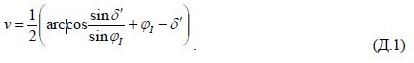 ν = 1/2 (arccos sin δ′/sin φ_I + φ_I − δ′) . (Д.1)